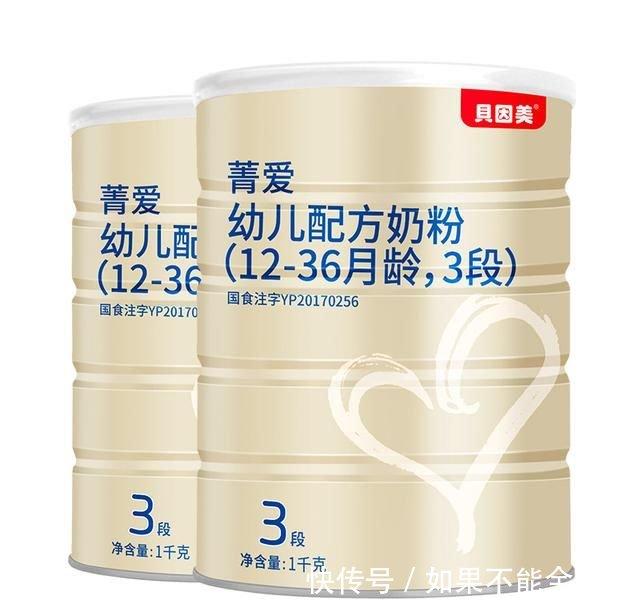 貝因美®
菁爱
幼儿配方奶粉
(12-36月龄,3段)
国食注字YP20170256
3段
净含量:1千克
菁爱
幼儿配
(12-36
国食注字YP20170
3段
净含量:1千克
快传号 / 如果不能全